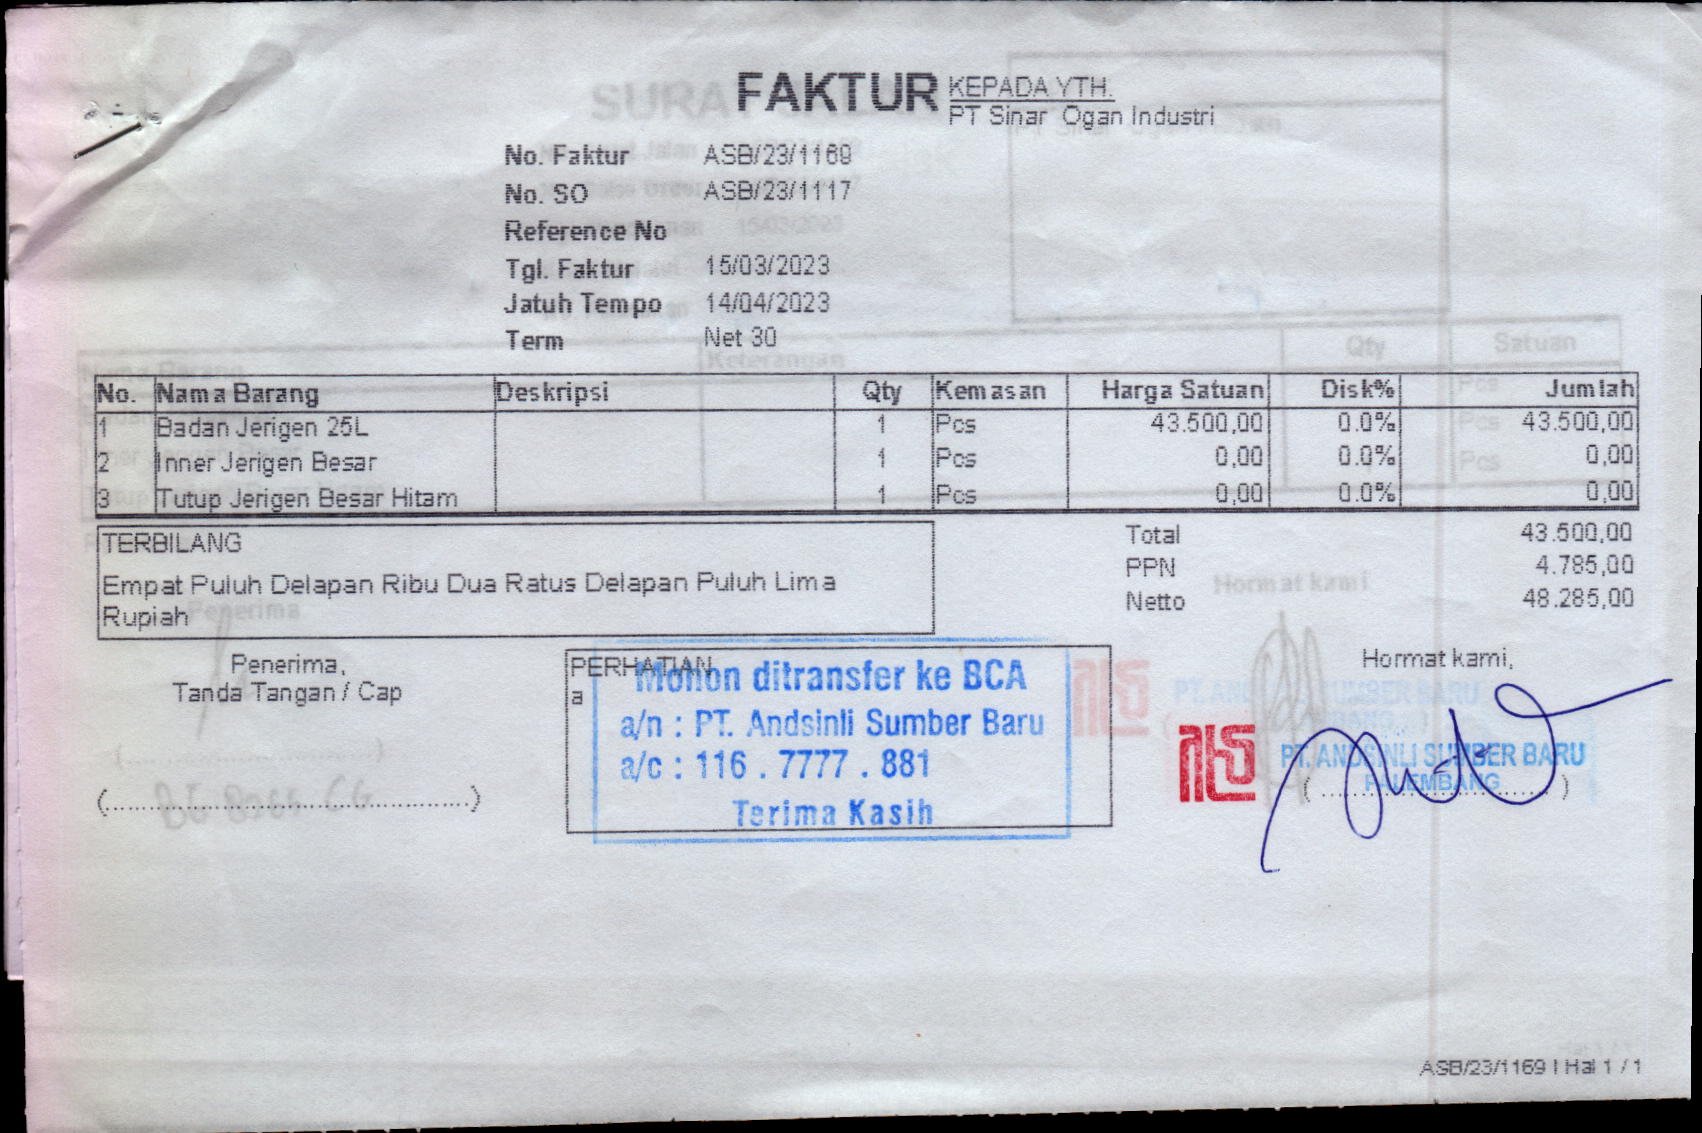 FAKTUR
KEPADA YTH.
PT Sinar Ogan Industri
No. Faktur ASB/23/1169
No. SO ASB/23/1117
Reference No
Tgl. Faktur 15/03/2023
Jatuh Tempo 14/04/2023
Term Net 30
No. Nama Barang Deskripsi Qty Kemasan Harga Satuan Disk% Jumlah
1 Badan Jerigen 25L 1 Pcs 43.500,00 0.0% 43.500,00
2 Inner Jerigen Besar 1 Pcs 0,00 0.0% 0,00
3 Tutup Jerigen Besar Hitam 1 Pcs 0,00 0.0% 0,00
TERBILANG
Empat Puluh Delapan Ribu Dua Ratus Delapan Puluh Lima
Rupiah
Total 43.500,00
PPN 4.785,00
Netto 48.285,00
Penerima,
Tanda Tangan / Cap
(..................................................)
PERHATIAN
a
Mohon ditransfer ke BCA
a/n : PT. Andsinli Sumber Baru
a/c : 116 . 7777 . 881
Terima Kasih
Hormat kami,
PT. ANDSINLI SUMBER BARU
PALEMBANG
(..............................)
ASB/23/1169 I Hal 1 / 1